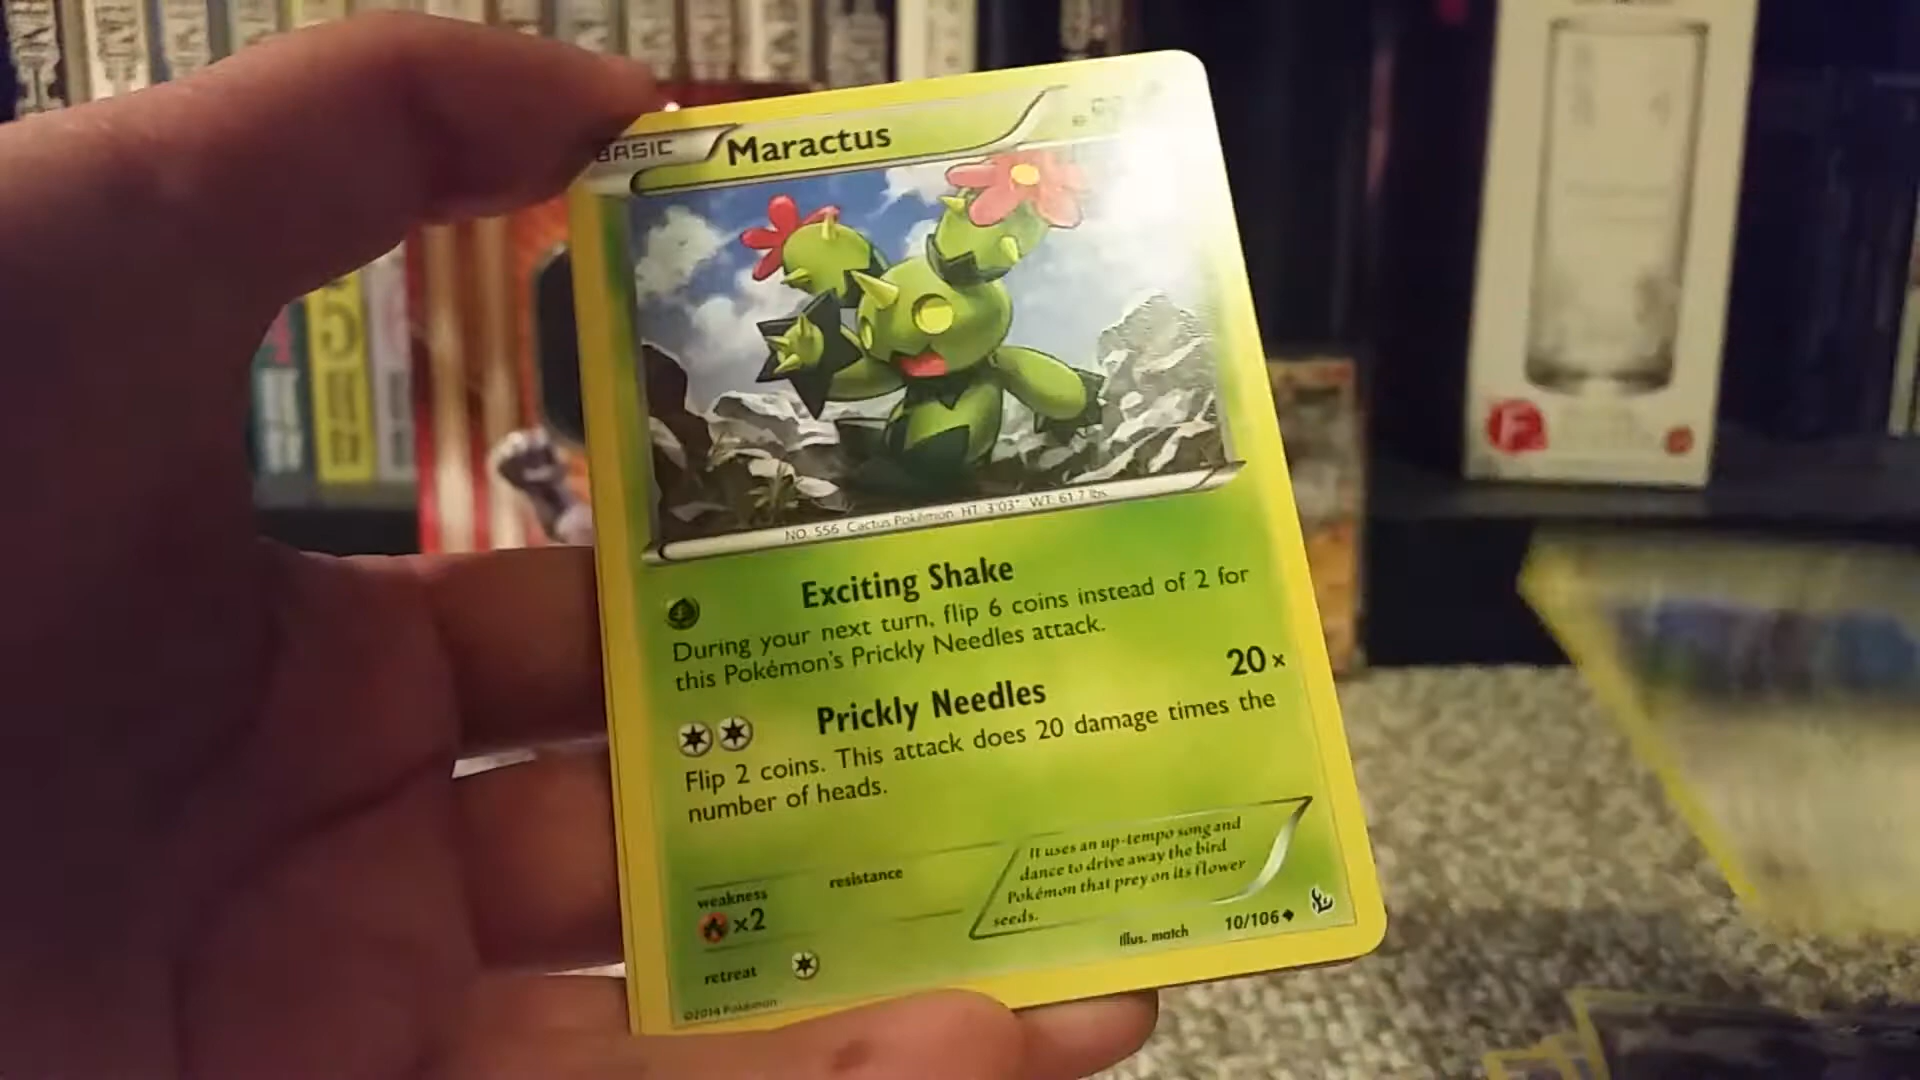 BASIC Maractus
NO. 556 Cactus Pokémon HT: 3'03" WT: 61.7 lbs
Exciting Shake
During your next turn, flip 6 coins instead of 2 for
this Pokémon's Prickly Needles attack.
Prickly Needles 20×
Flip 2 coins. This attack does 20 damage times the
number of heads.
weakness
×2
resistance
retreat
It uses an up-tempo song and
dance to drive away the bird
Pokémon that prey on its flower
seeds.
Illus. match 10/106
©2014 Pokémon
F